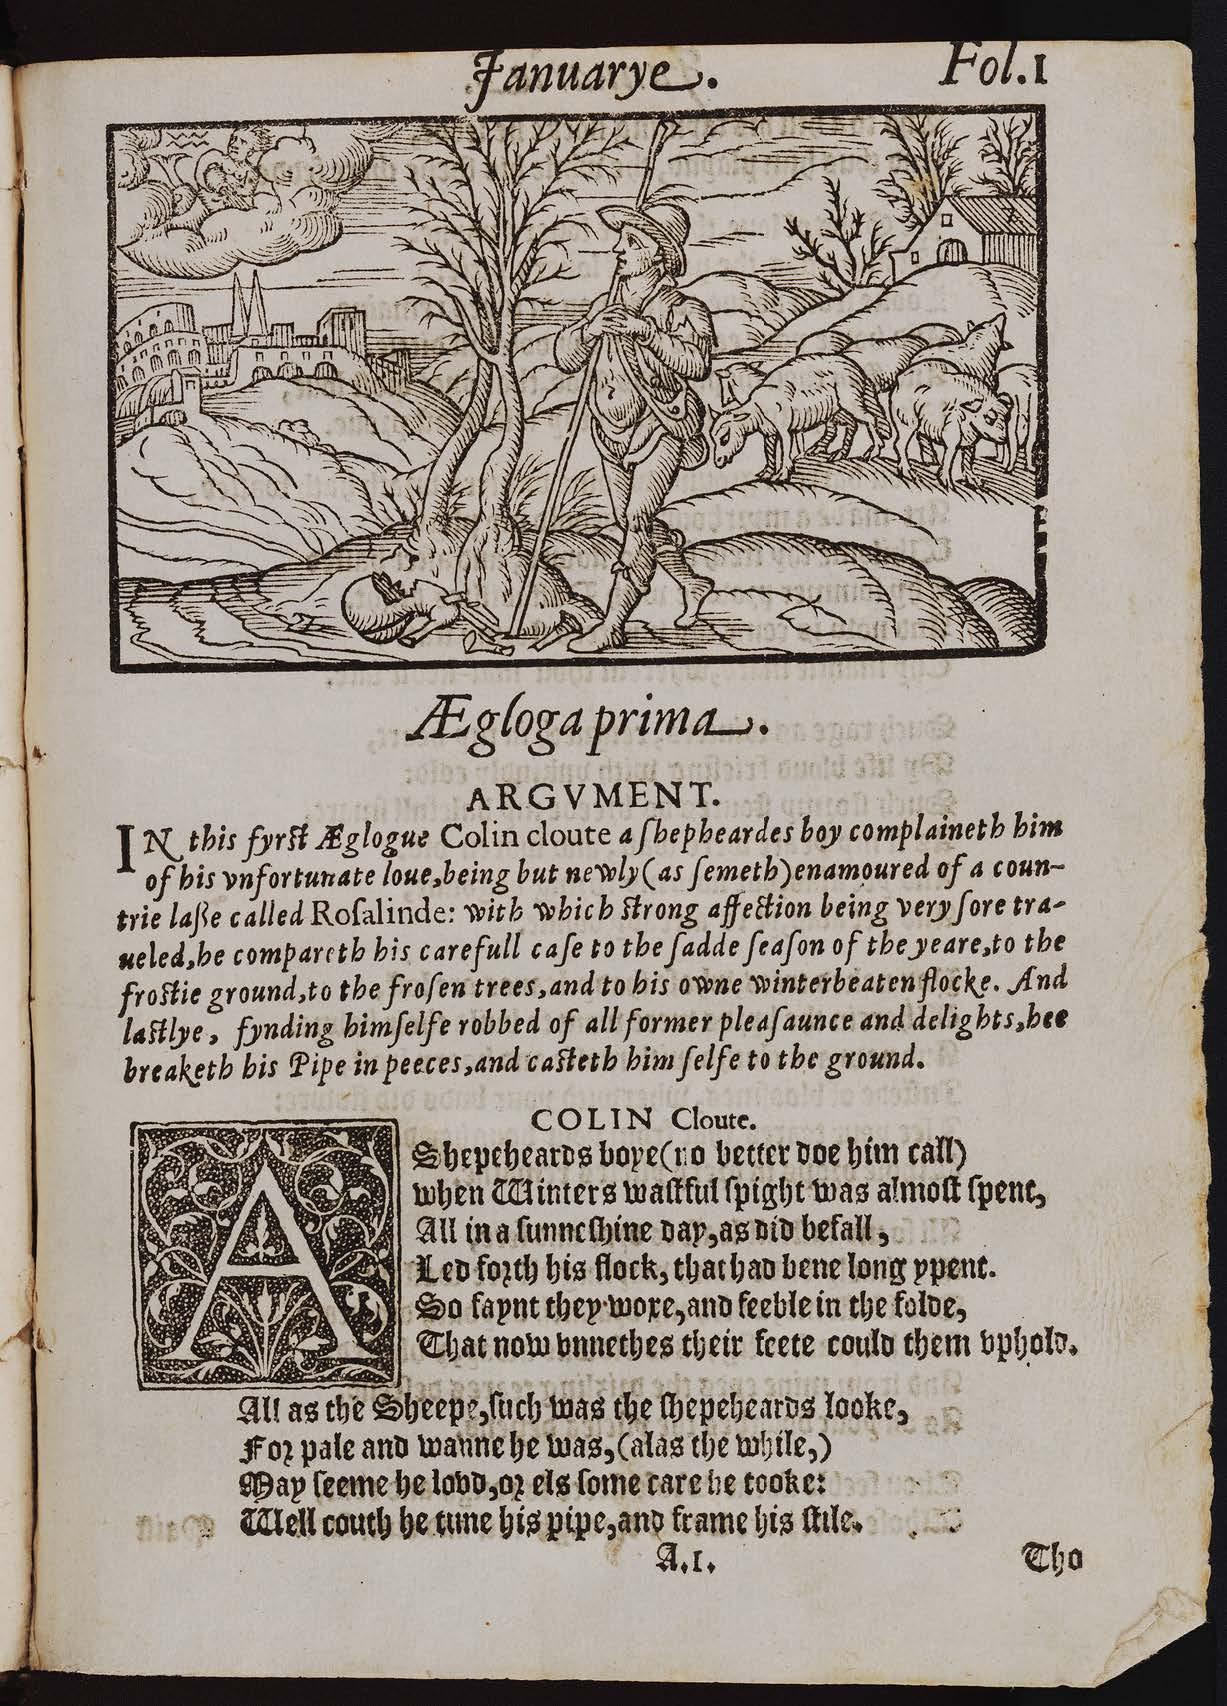 Januarye.
Fol.1
Ægloga prima.
ARGVMENT.
IN this fyrſt Æglogue Colin cloute a ſhepheardes boy complaineth him
of his vnfortunate loue,being but newly(as ſemeth)enamoured of a coun-
trie laſſe called Roſalinde: with which ſtrong affection being very ſore tra-
ueled,he compareth his carefull caſe to the ſadde ſeaſon of the yeare,to the
froſtie ground,to the froſen trees,and to his owne winterbeaten flocke. And
laſtlye, fynding himſelfe robbed of all former pleaſaunce and delights,hee
breaketh his Pipe in peeces,and caſteth him ſelfe to the ground.
COLIN Cloute.
A Shepeheards boye(no better doe him call)
when Winters waſtful ſpight was almoſt ſpent,
All in a ſunneſhine day,as did befall,
Led foꝛth his flock, that had bene long ypent.
So faynt they woxe,and feeble in the folde,
That now vnnethes their feete could them vphold.
All as the Sheepe,ſuch was the ſhepeheards looke,
Foꝛ pale and wanne he was,(alas the while,)
May ſeeme he lovd,oꝛ els ſome care he tooke:
Well couth he tune his pipe,and frame his ſtile.
A.1.
Tho